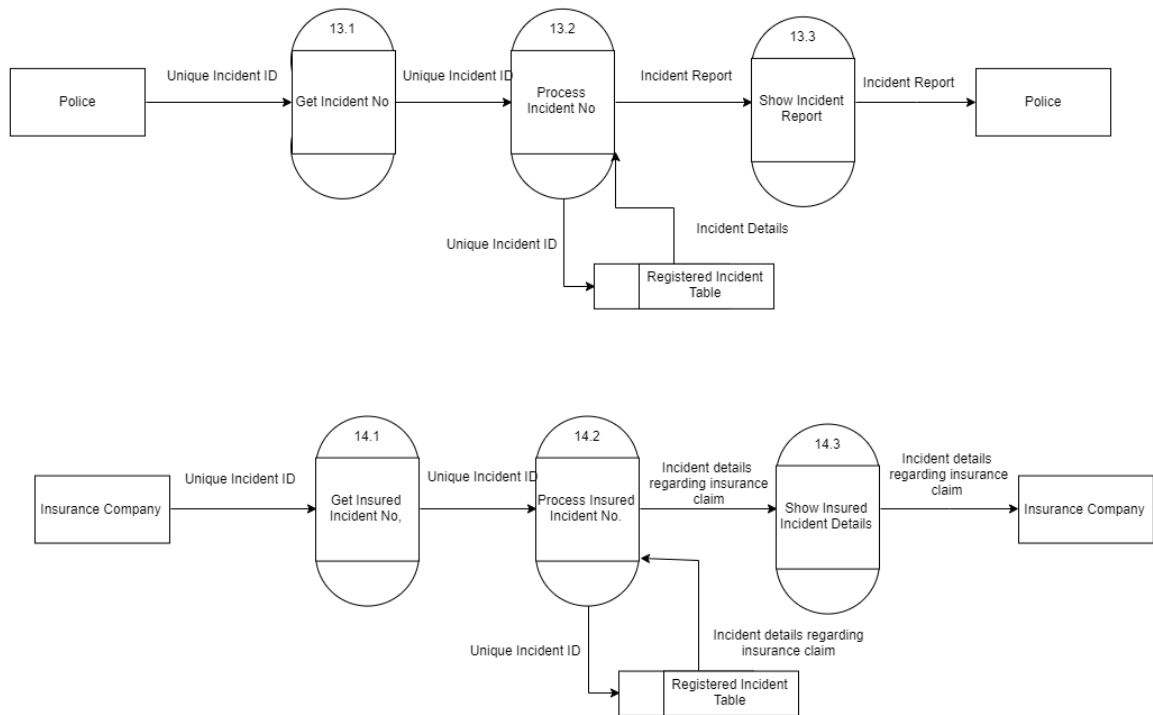 13.1
13.2
13.3
Unique Incident ID
Unique Incident ID
Incident Report
Incident Report
Police
Get Incident No
Process
Incident No
Show Incident
Report
Police
Unique Incident ID
Incident Details
Registered Incident
Table
14.1
14.2
14.3
Unique Incident ID
Unique Incident ID
Incident details
regarding insurance
claim
Incident details
regarding insurance
claim
Insurance Company
Get Insured
Incident No,
Process Insured
Incident No.
Show Insured
Incident Details
Insurance Company
Unique Incident ID
Incident details regarding
insurance claim
Registered Incident
Table